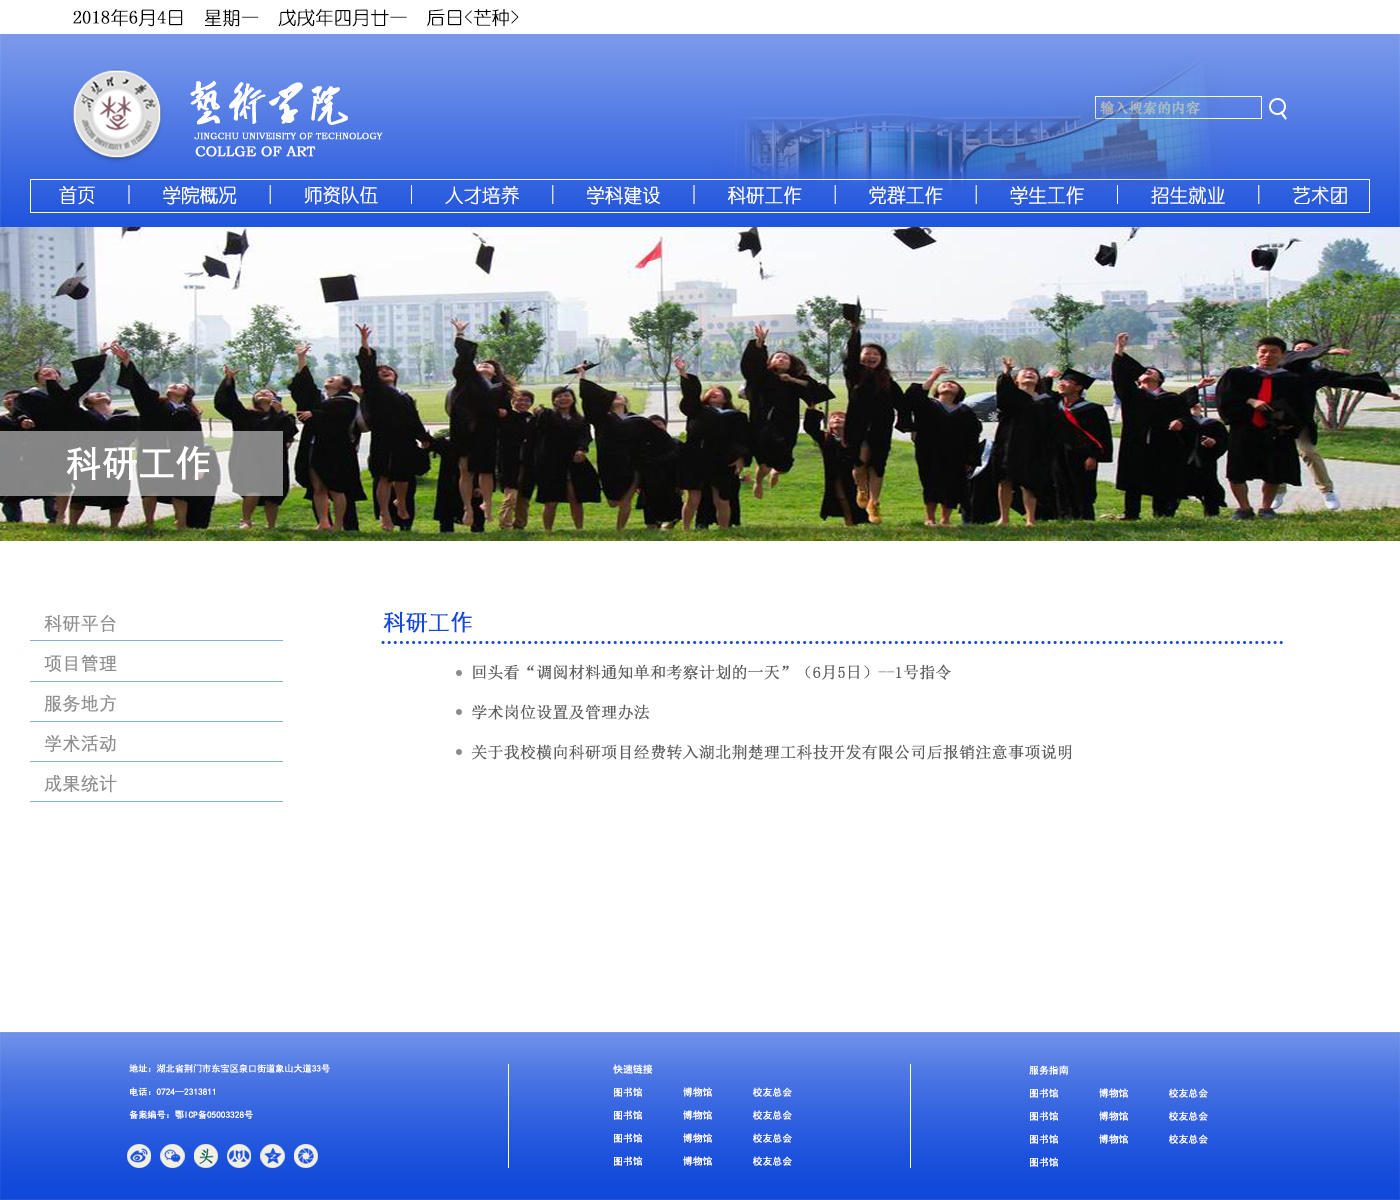 2018年6月4日 星期一 戊戌年四月廿一 后日<芒种>
藝術学院
JINGCHU UNIVEISITY OF TECHNOLOGY
COLLGE OF ART
输入搜索的内容
首页 | 学院概况 | 师资队伍 | 人才培养 | 学科建设 | 科研工作 | 党群工作 | 学生工作 | 招生就业 | 艺术团
科研工作
科研平台
项目管理
服务地方
学术活动
成果统计
科研工作
回头看“调阅材料通知单和考察计划的一天”（6月5日）--1号指令
学术岗位设置及管理办法
关于我校横向科研项目经费转入湖北荆楚理工科技开发有限公司后报销注意事项说明
地址：湖北省荆门市东宝区泉口街道象山大道33号
电话：0724—2313811
备案编号：鄂ICP备05003328号
头
快速链接
图书馆 博物馆 校友总会
图书馆 博物馆 校友总会
图书馆 博物馆 校友总会
图书馆 博物馆 校友总会
服务指南
图书馆 博物馆 校友总会
图书馆 博物馆 校友总会
图书馆 博物馆 校友总会
图书馆